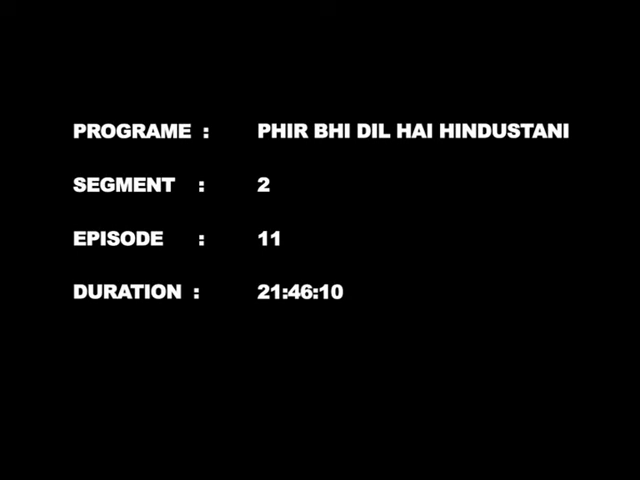 PROGRAME : PHIR BHI DIL HAI HINDUSTANI
SEGMENT : 2
EPISODE : 11
DURATION : 21:46:10